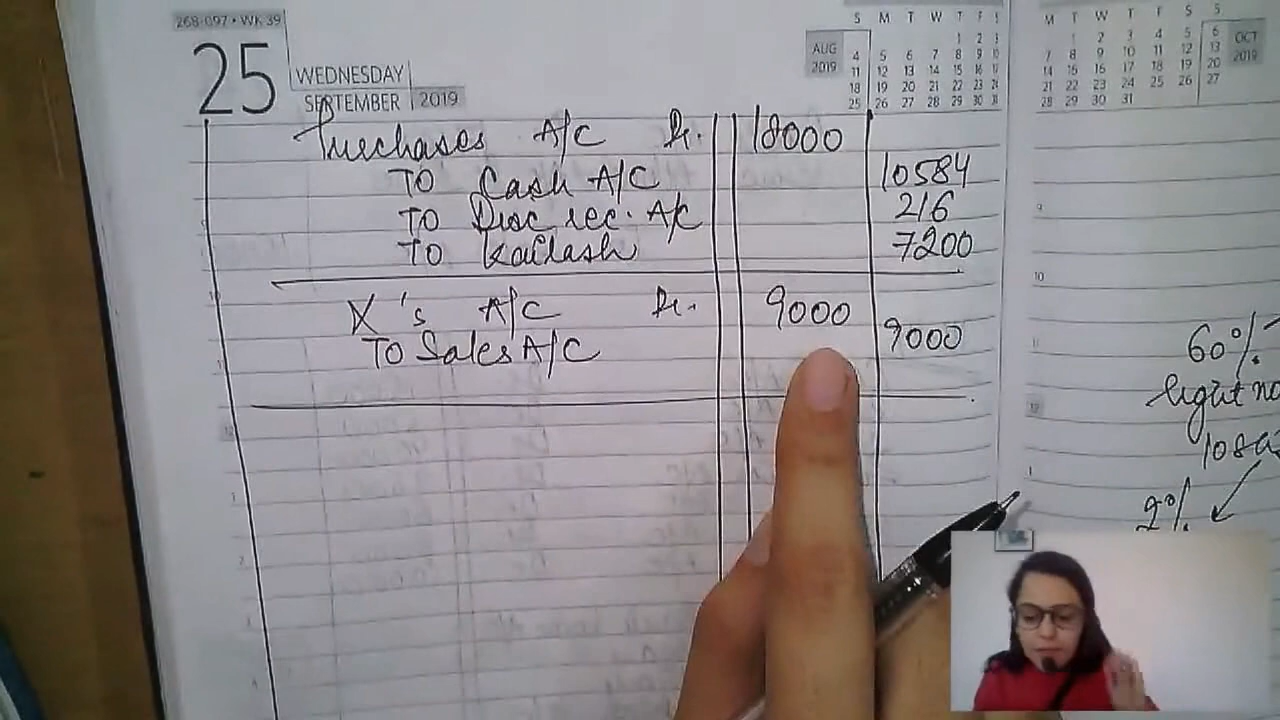 268-097 • WK 39
25
WEDNESDAY
SEPTEMBER 2019
AUG
2019
S M T W T F S
1 2 3
4 5 6 7 8 9 10
11 12 13 14 15 16 17
18 19 20 21 22 23 24
25 26 27 28 29 30 31
M T W T F S S
1 2 3 4 5 6
7 8 9 10 11 12 13
14 15 16 17 18 19 20
21 22 23 24 25 26 27
28 29 30 31
OCT
2019
Purchases A/C Dr. 18000
TO Cash A/C 10584
TO Disc rec. A/C 216
TO Kailash 7200
X's A/C Dr. 9000
TO Sales A/C 9000
9
10
11
12
60%
2%